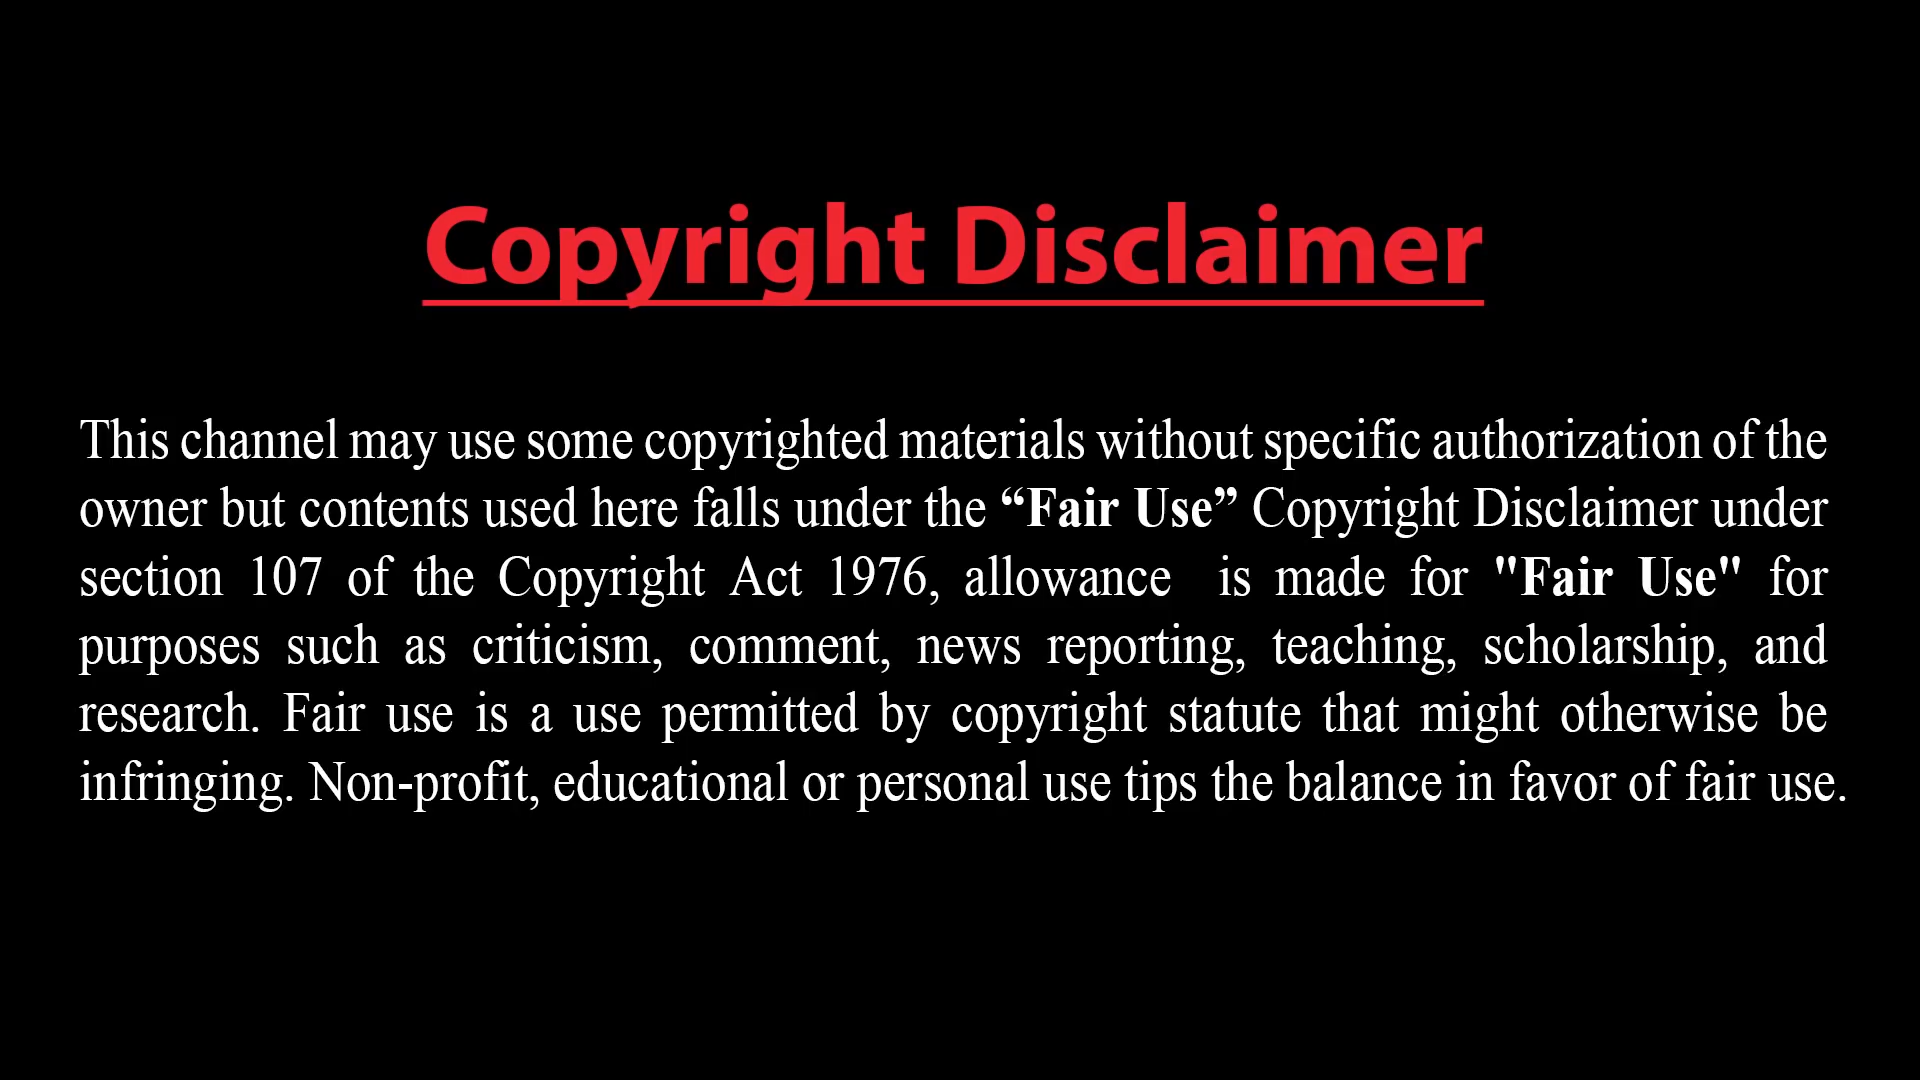 Copyright Disclaimer
This channel may use some copyrighted materials without specific authorization of the
owner but contents used here falls under the “Fair Use” Copyright Disclaimer under
section 107 of the Copyright Act 1976, allowance is made for "Fair Use" for
purposes such as criticism, comment, news reporting, teaching, scholarship, and
research. Fair use is a use permitted by copyright statute that might otherwise be
infringing. Non-profit, educational or personal use tips the balance in favor of fair use.